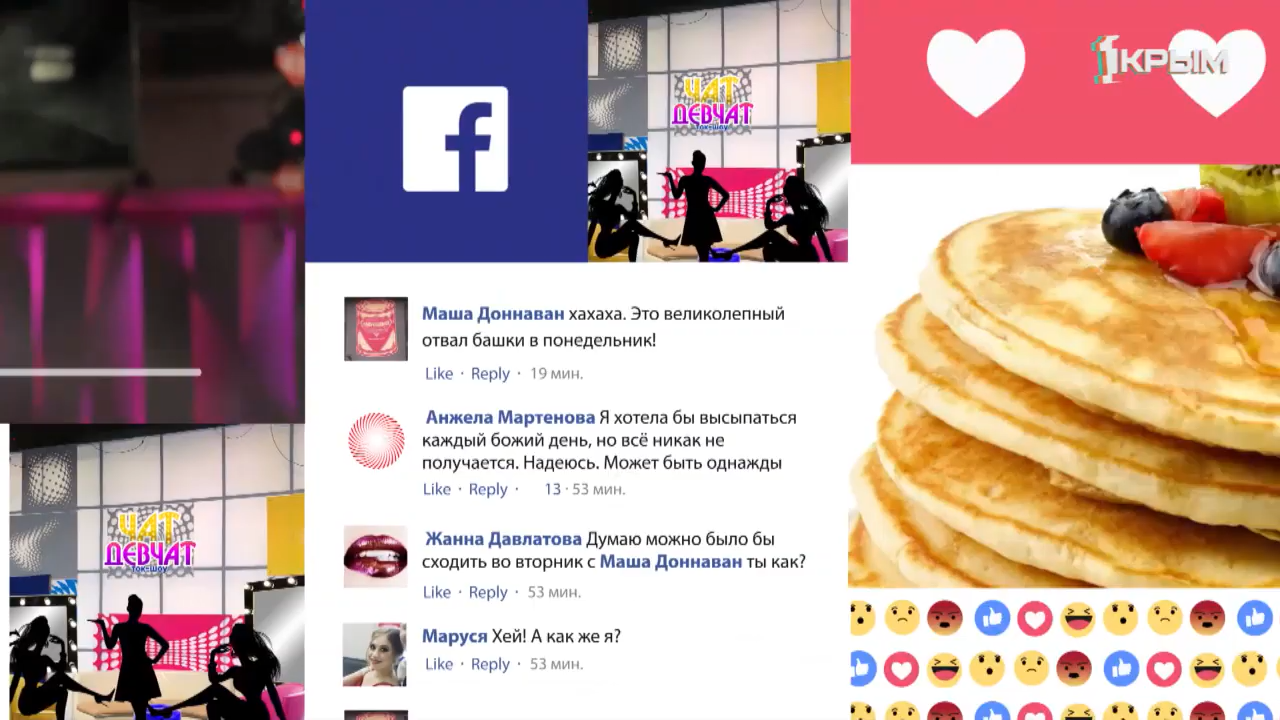 1КРЫМ
ЧАТ
ДЕВЧАТ
ТОК-ШОУ
Маша Доннаван хахаха. Это великолепный
отвал башки в понедельник!
Like · Reply · 19 мин.
Анжела Мартенова Я хотела бы высыпаться
каждый божий день, но всё никак не
получается. Надеюсь. Может быть однажды
Like · Reply · 13 · 53 мин.
Жанна Давлатова Думаю можно было бы
сходить во вторник с Маша Доннаван ты как?
Like · Reply · 53 мин.
Маруся Хей! А как же я?
Like · Reply · 53 мин.
ЧАТ
ДЕВЧАТ
ТОК-ШОУ